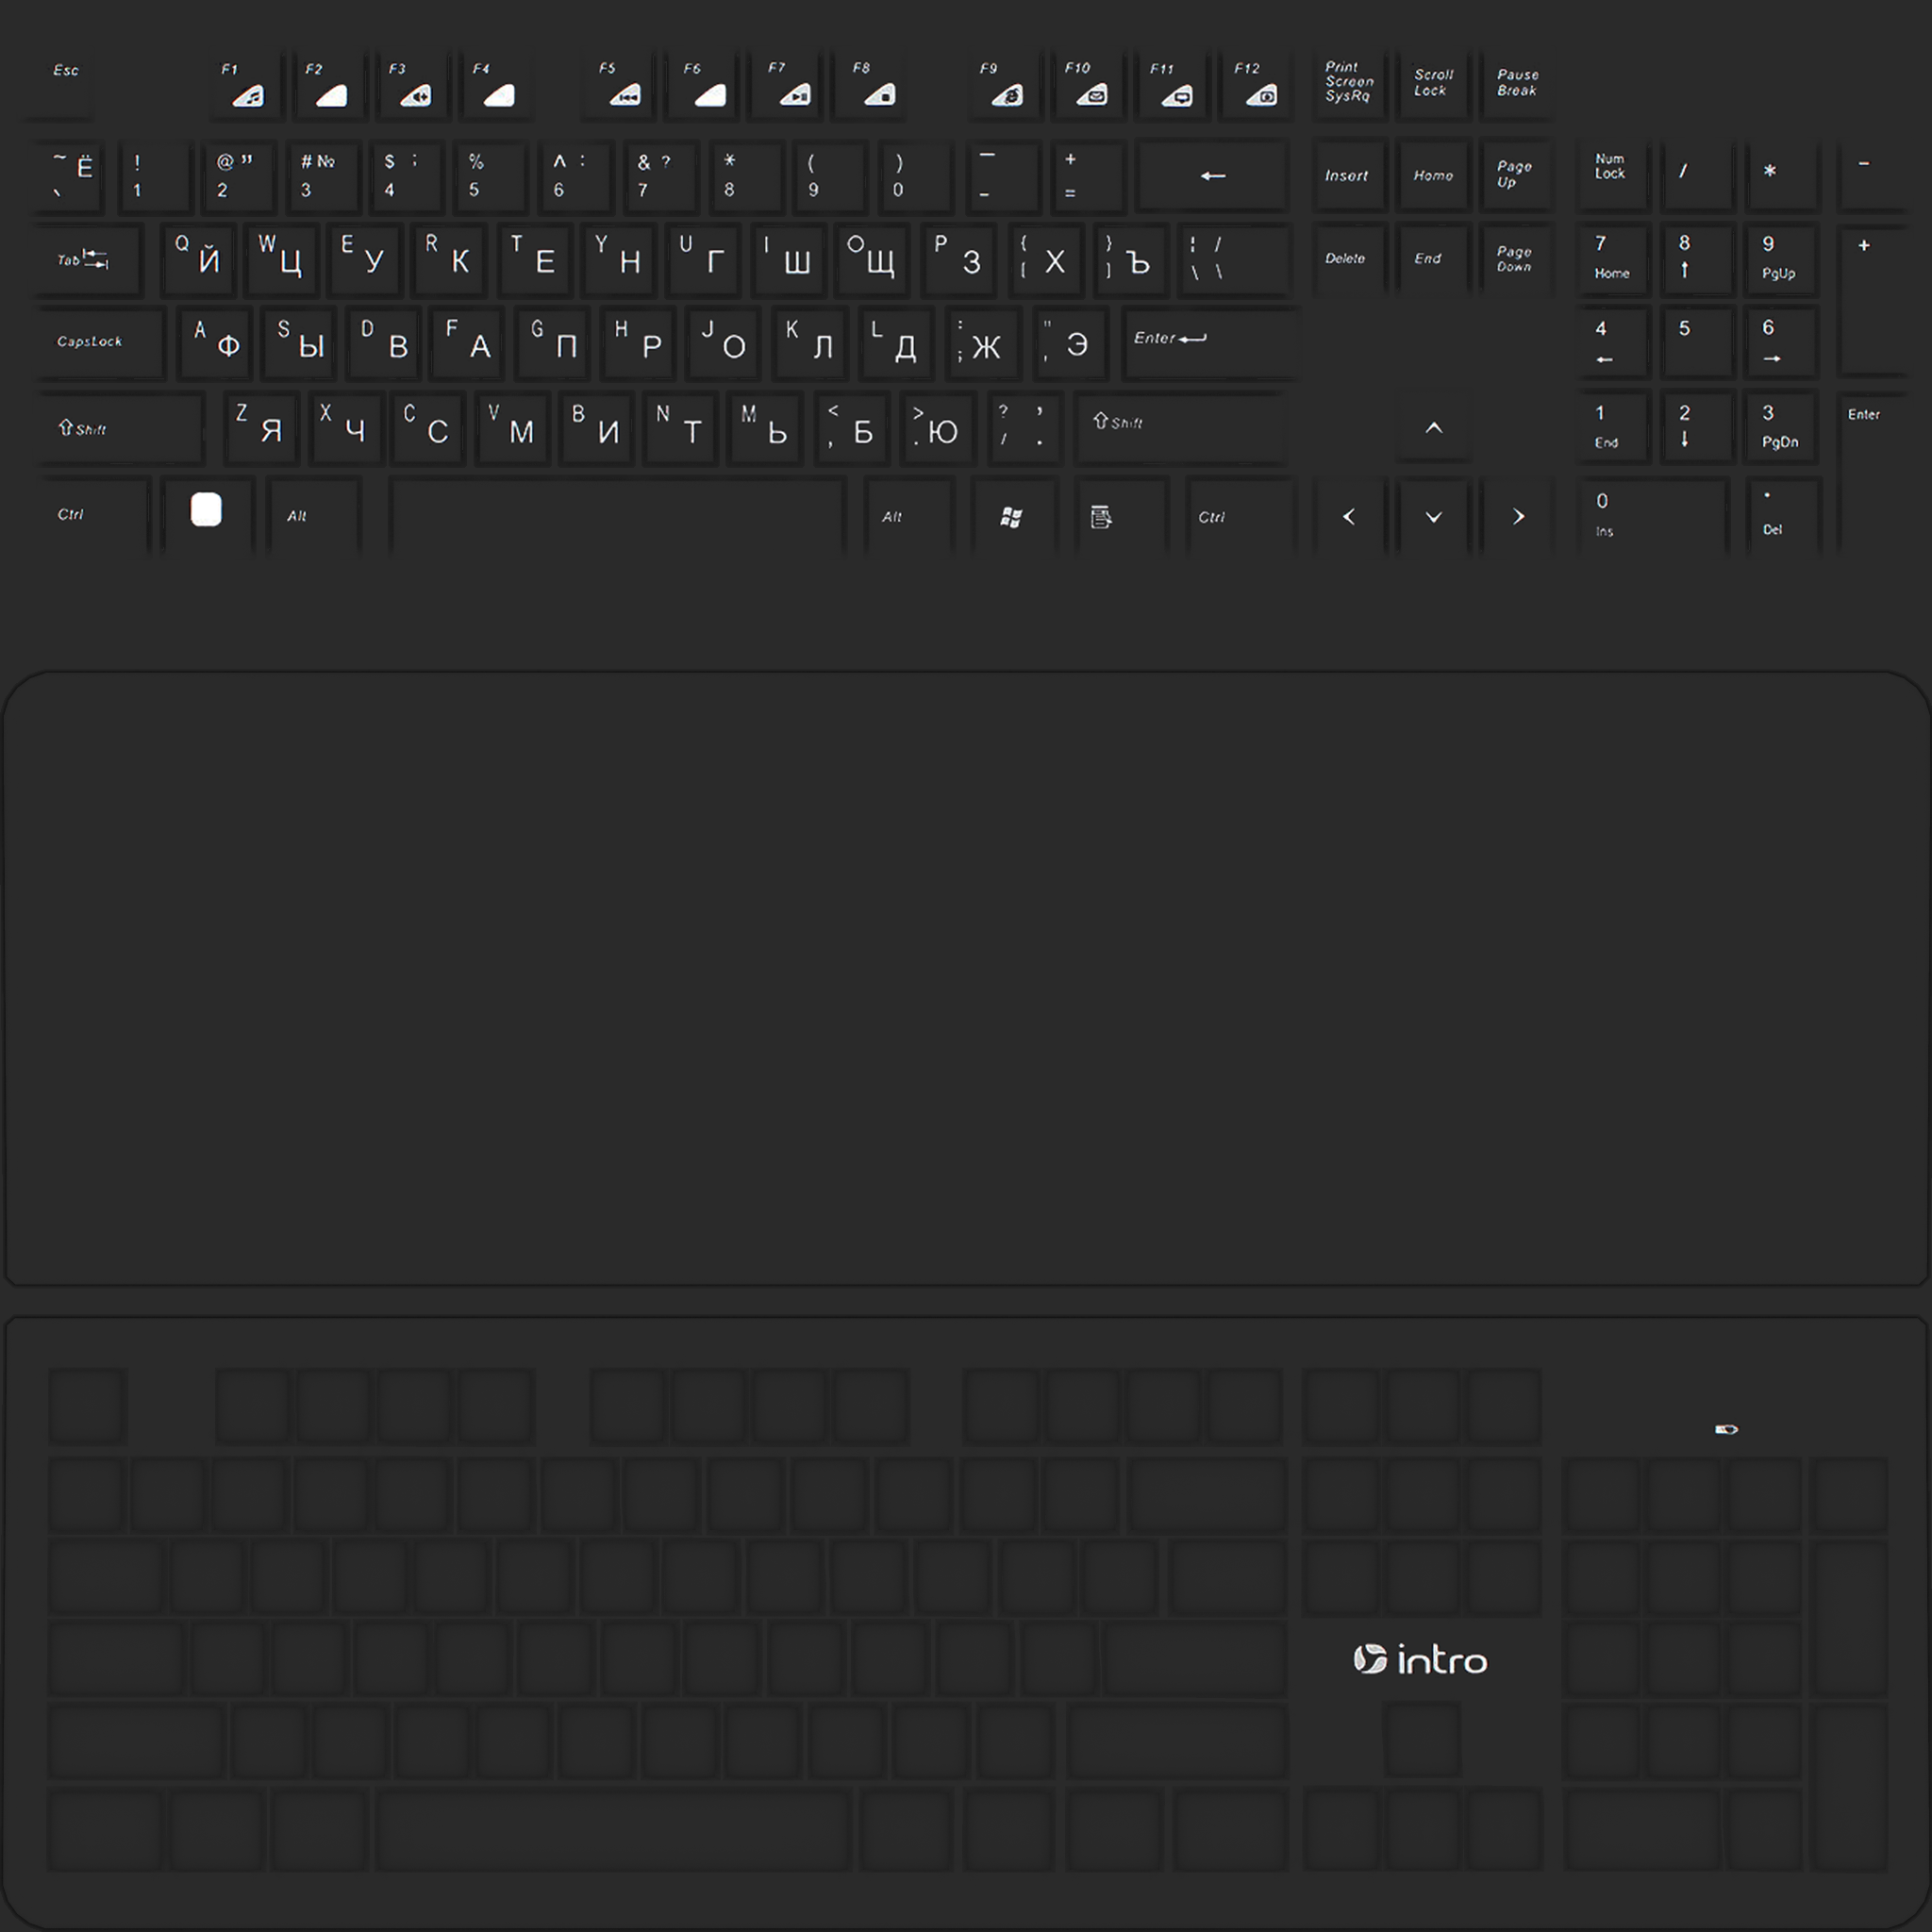 Esc F1 F2 F3 F4 F5 F6 F7 F8 F9 F10 F11 F12 Print Screen SysRq Scroll Lock Pause Break
~ Ё ` ! 1 @ " 2 # № 3 $ ; 4 % 5 ^ : 6 & ? 7 * 8 ( 9 ) 0 — - + = ← Insert Home Page Up Num Lock / * -
Tab Q Й W Ц E У R К T Е Y Н U Г I Ш O Щ P З { [ Х } ] Ъ ¦ / \ \ Delete End Page Down 7 Home 8 ↑ 9 PgUp +
CapsLock A Ф S Ы D В F А G П H Р J О K Л L Д : ; Ж " ' Э Enter 4 ← 5 6 →
⇧ Shift Z Я X Ч C С V М B И N Т M Ь < , Б > . Ю ? , / . ⇧ Shift 1 End 2 ↓ 3 PgDn Enter
Ctrl Alt Alt Ctrl 0 Ins . Del
intro